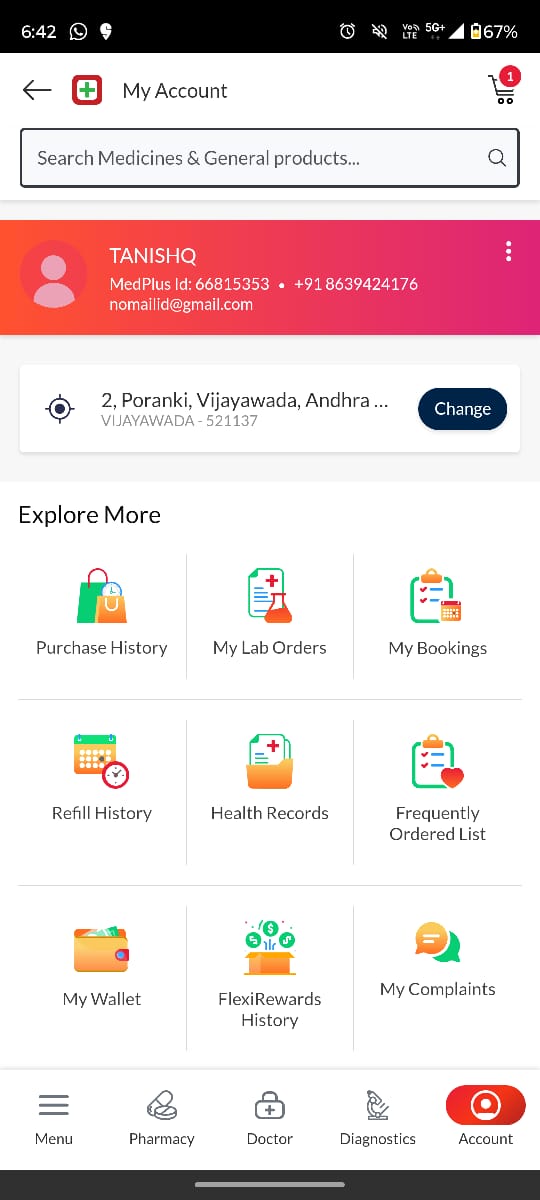 6:42
Vo))
LTE
5G+
67%
My Account
1
Search Medicines & General products...
TANISHQ
MedPlus Id: 66815353 • +91 8639424176
nomailid@gmail.com
2, Poranki, Vijayawada, Andhra ...
VIJAYAWADA - 521137
Change
Explore More
Purchase History
My Lab Orders
My Bookings
Refill History
Health Records
Frequently
Ordered List
My Wallet
FlexiRewards
History
My Complaints
Menu
Pharmacy
Doctor
Diagnostics
Account